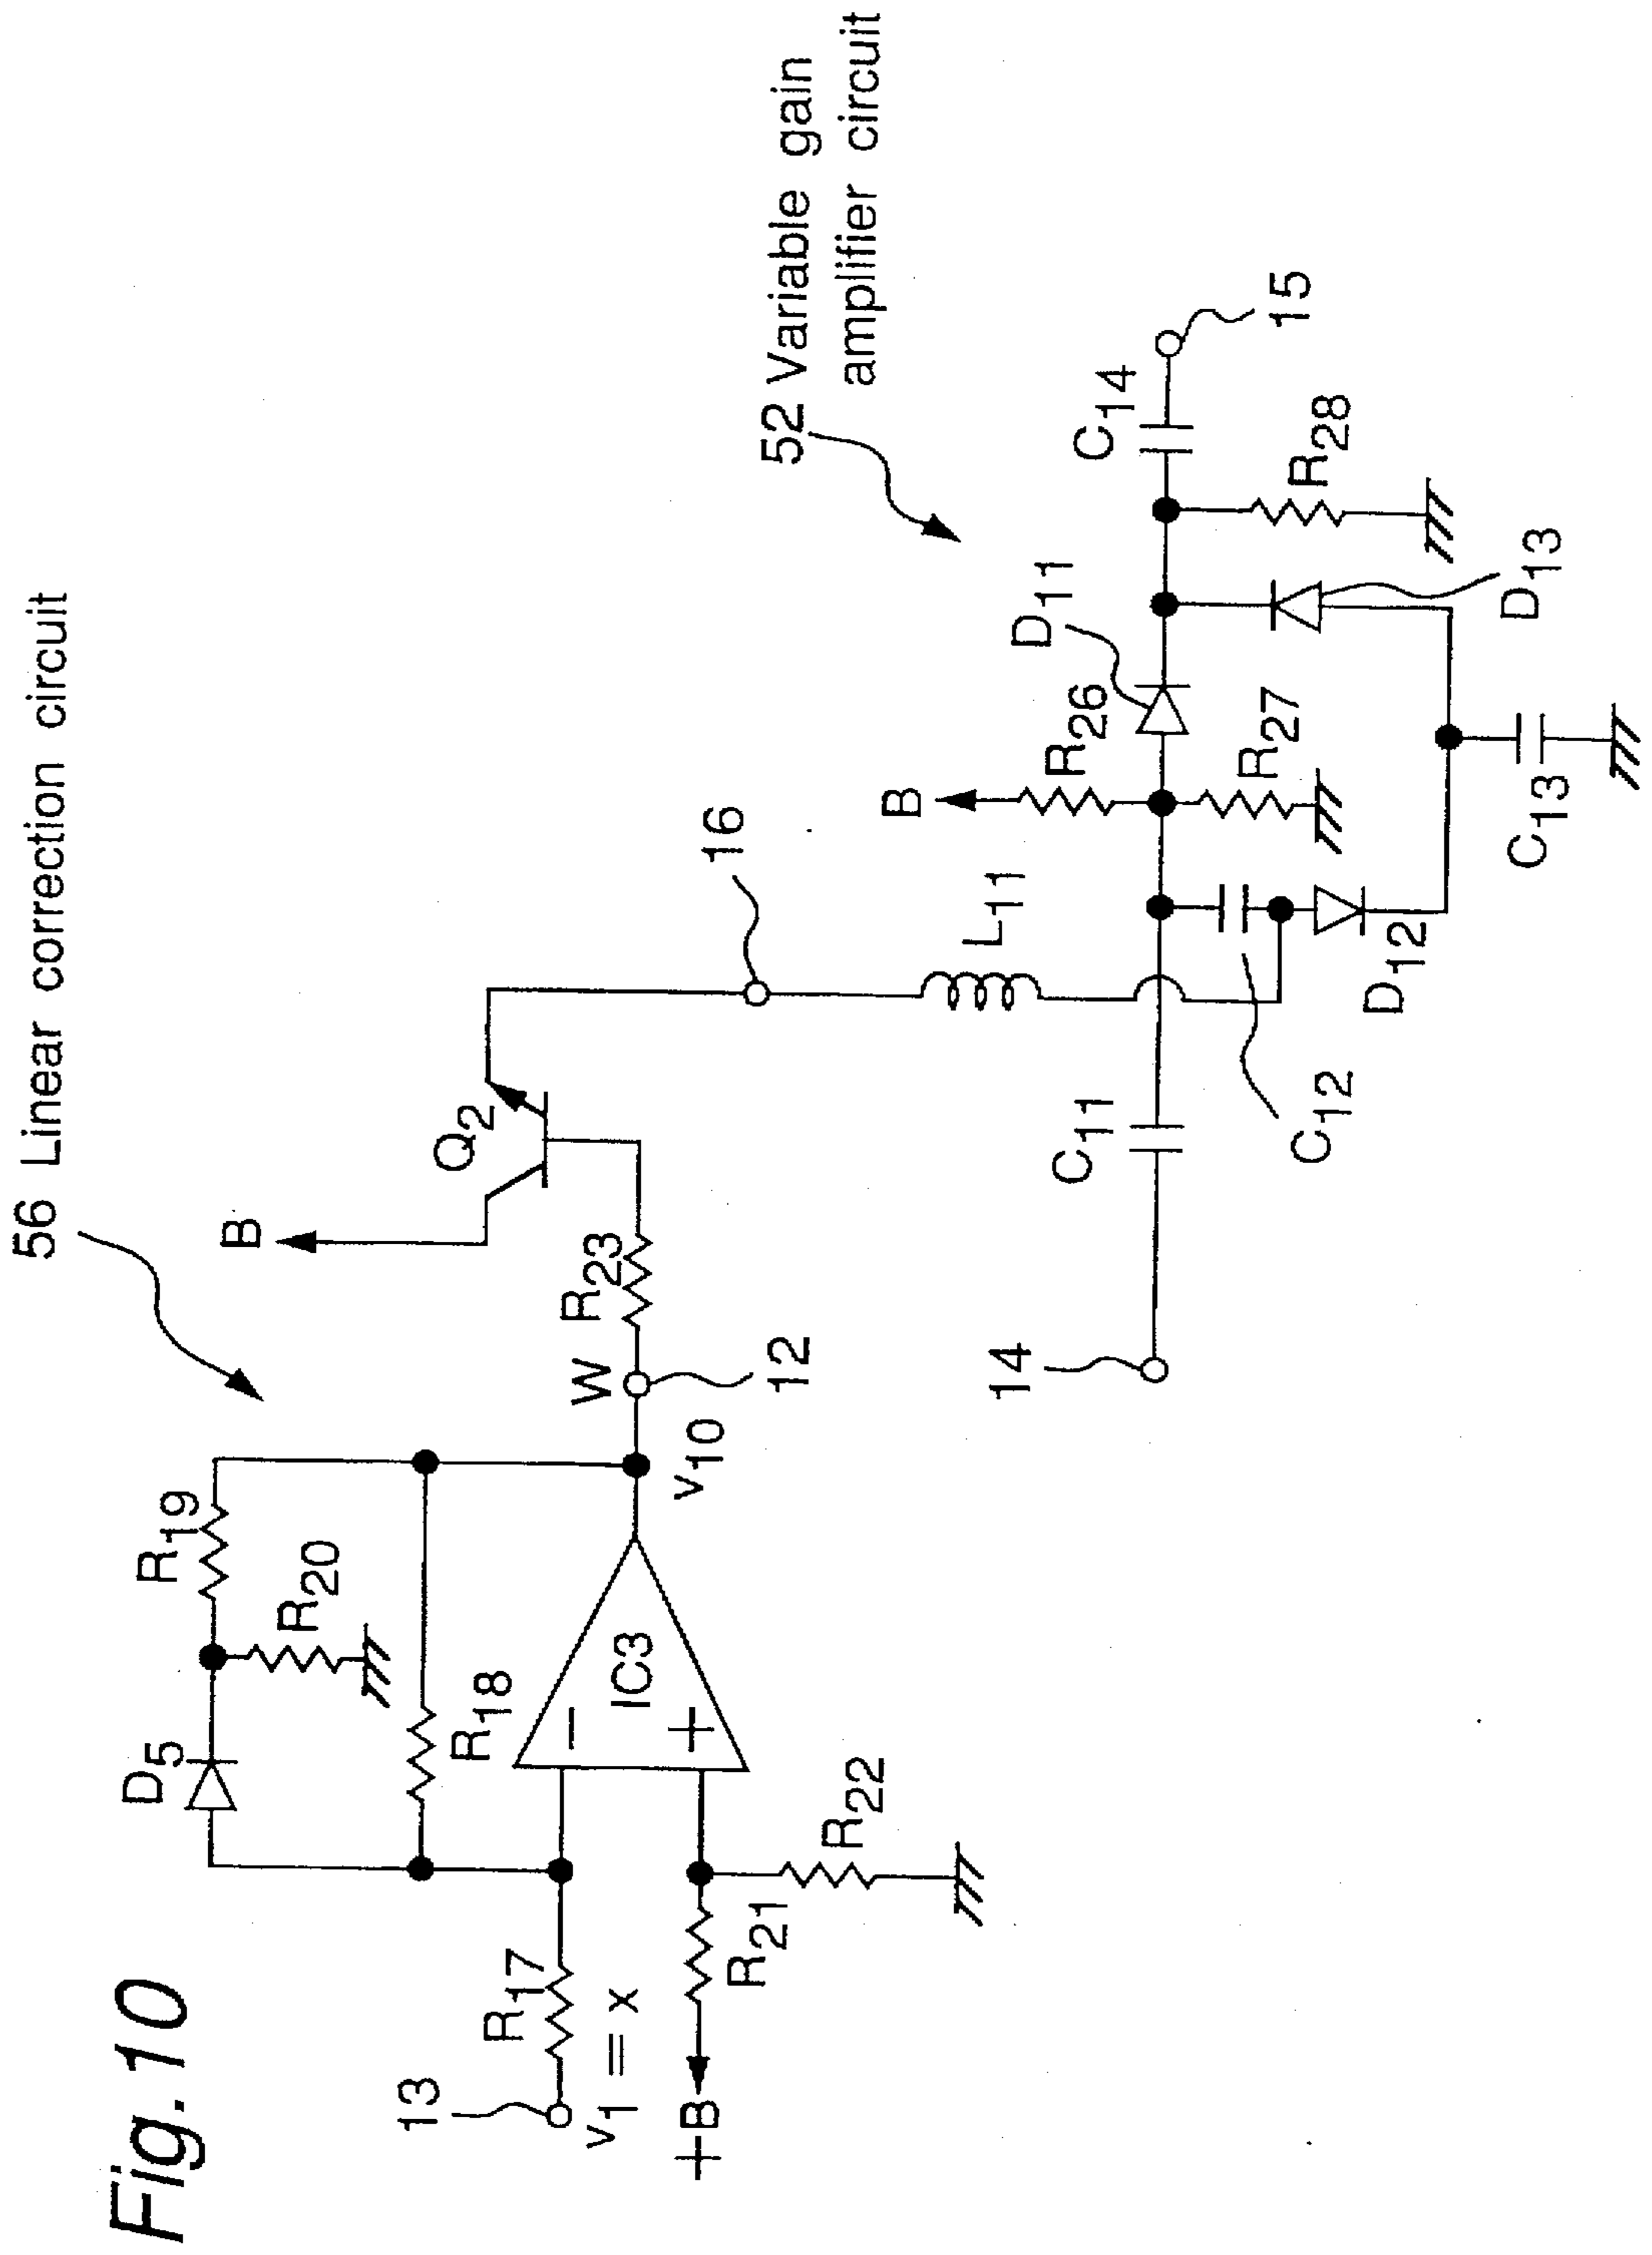 Fig.10
56 Linear correction circuit
D5
R19
R20
R18
IC3
−
+
13
R17
v1 = x
+B
R21
R22
v10
W
12
R23
B
Q2
16
52 Variable gain
amplifier circuit
14
C11
L11
C12
D12
B
R26
R27
D11
C13
D13
R28
C14
15